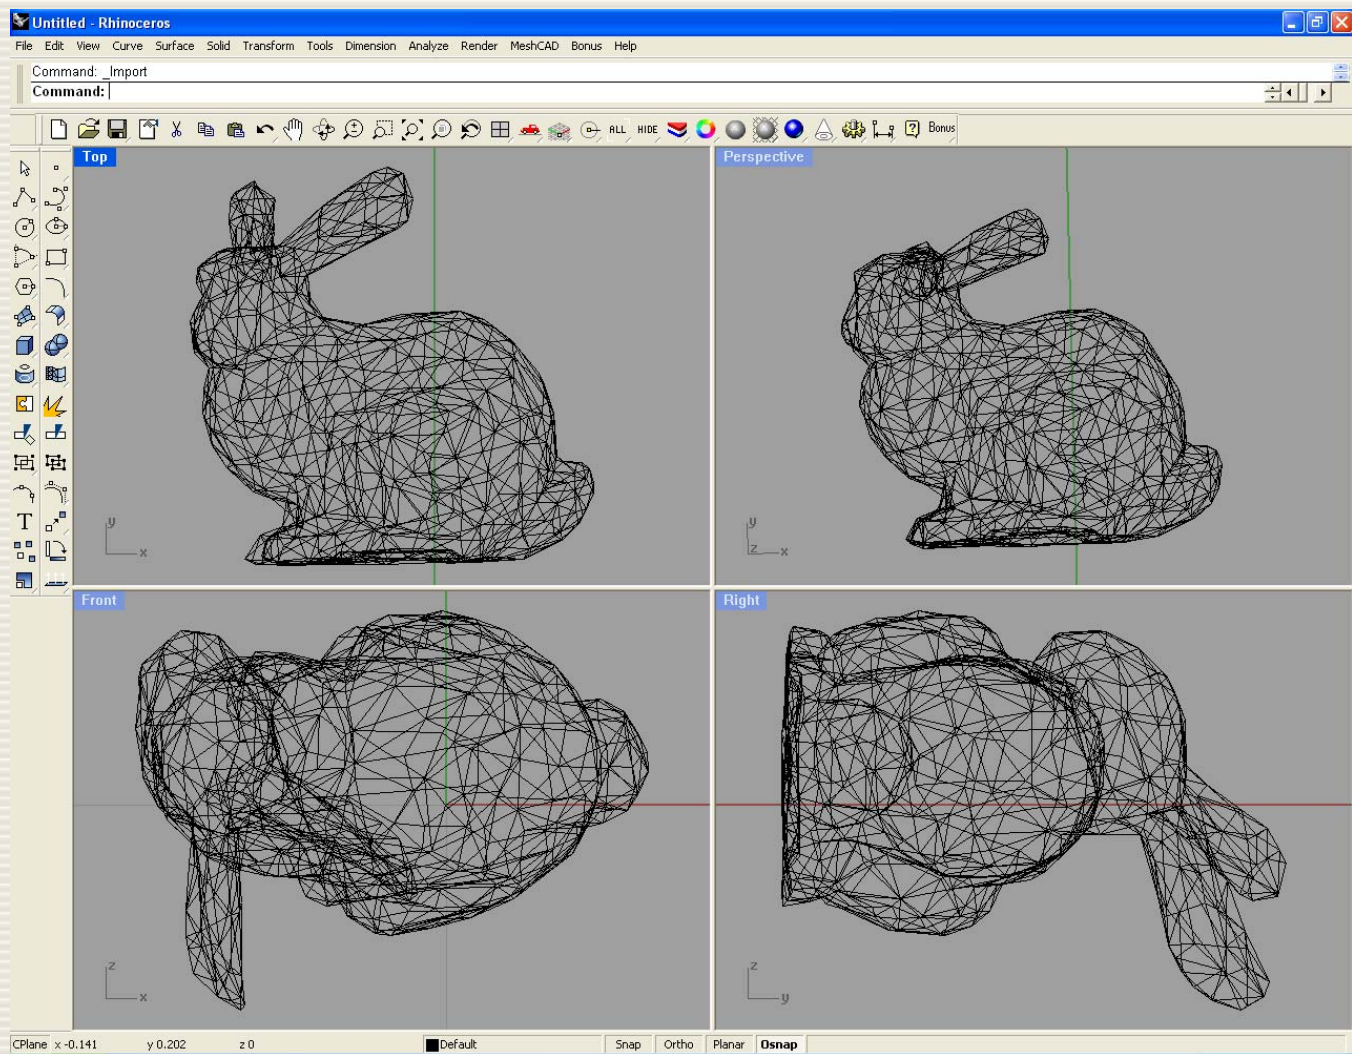 Untitled - Rhinoceros
File Edit View Curve Surface Solid Transform Tools Dimension Analyze Render MeshCAD Bonus Help
Command: _Import
Command:
ALL HIDE ? Bonus
Top
Perspective
T
y
x
y
z x
Front
Right
z
x
z
y
CPlane x -0.141 y 0.202 z 0 Default Snap Ortho Planar Osnap